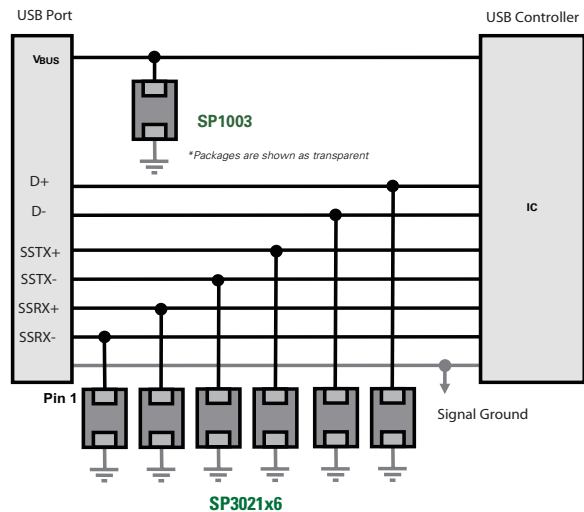 USB Port
USB Controller
VBUS
SP1003
*Packages are shown as transparent
D+
D-
IC
SSTX+
SSTX-
SSRX+
SSRX-
Pin 1
Signal Ground
SP3021x6